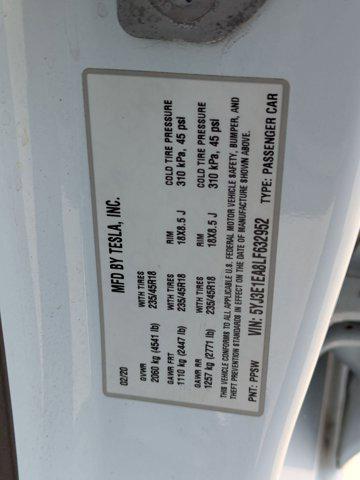 MFD BY TESLA, INC.
02/20
GVWR WITH TIRES RIM COLD TIRE PRESSURE
2060 kg (4541 lb) 235/45R18 18X8.5 J 310 kPa, 45 psi
GAWR FRT WITH TIRES RIM COLD TIRE PRESSURE
1110 kg (2447 lb) 235/45R18 18X8.5 J 310 kPa, 45 psi
GAWR RR WITH TIRES
1257 kg (2771 lb) 235/45R18
THIS VEHICLE CONFORMS TO ALL APPLICABLE U.S. FEDERAL MOTOR VEHICLE SAFETY, BUMPER, AND
THEFT PREVENTION STANDARDS IN EFFECT ON THE DATE OF MANUFACTURE SHOWN ABOVE.
VIN: 5YJ3E1EA8LF632952 TYPE: PASSENGER CAR
PNT: PPSW